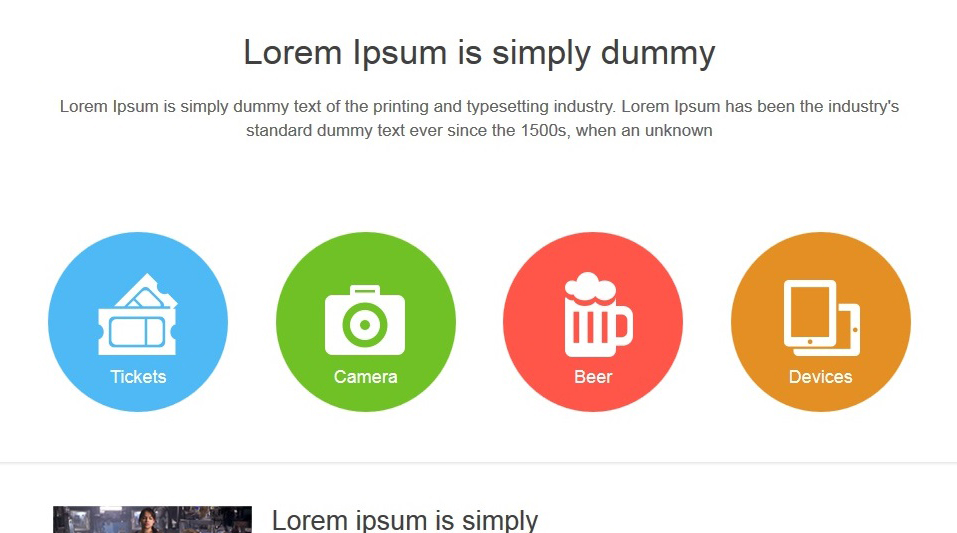 Lorem Ipsum is simply dummy
Lorem Ipsum is simply dummy text of the printing and typesetting industry. Lorem Ipsum has been the industry's
standard dummy text ever since the 1500s, when an unknown
Tickets
Camera
Beer
Devices
Lorem ipsum is simply